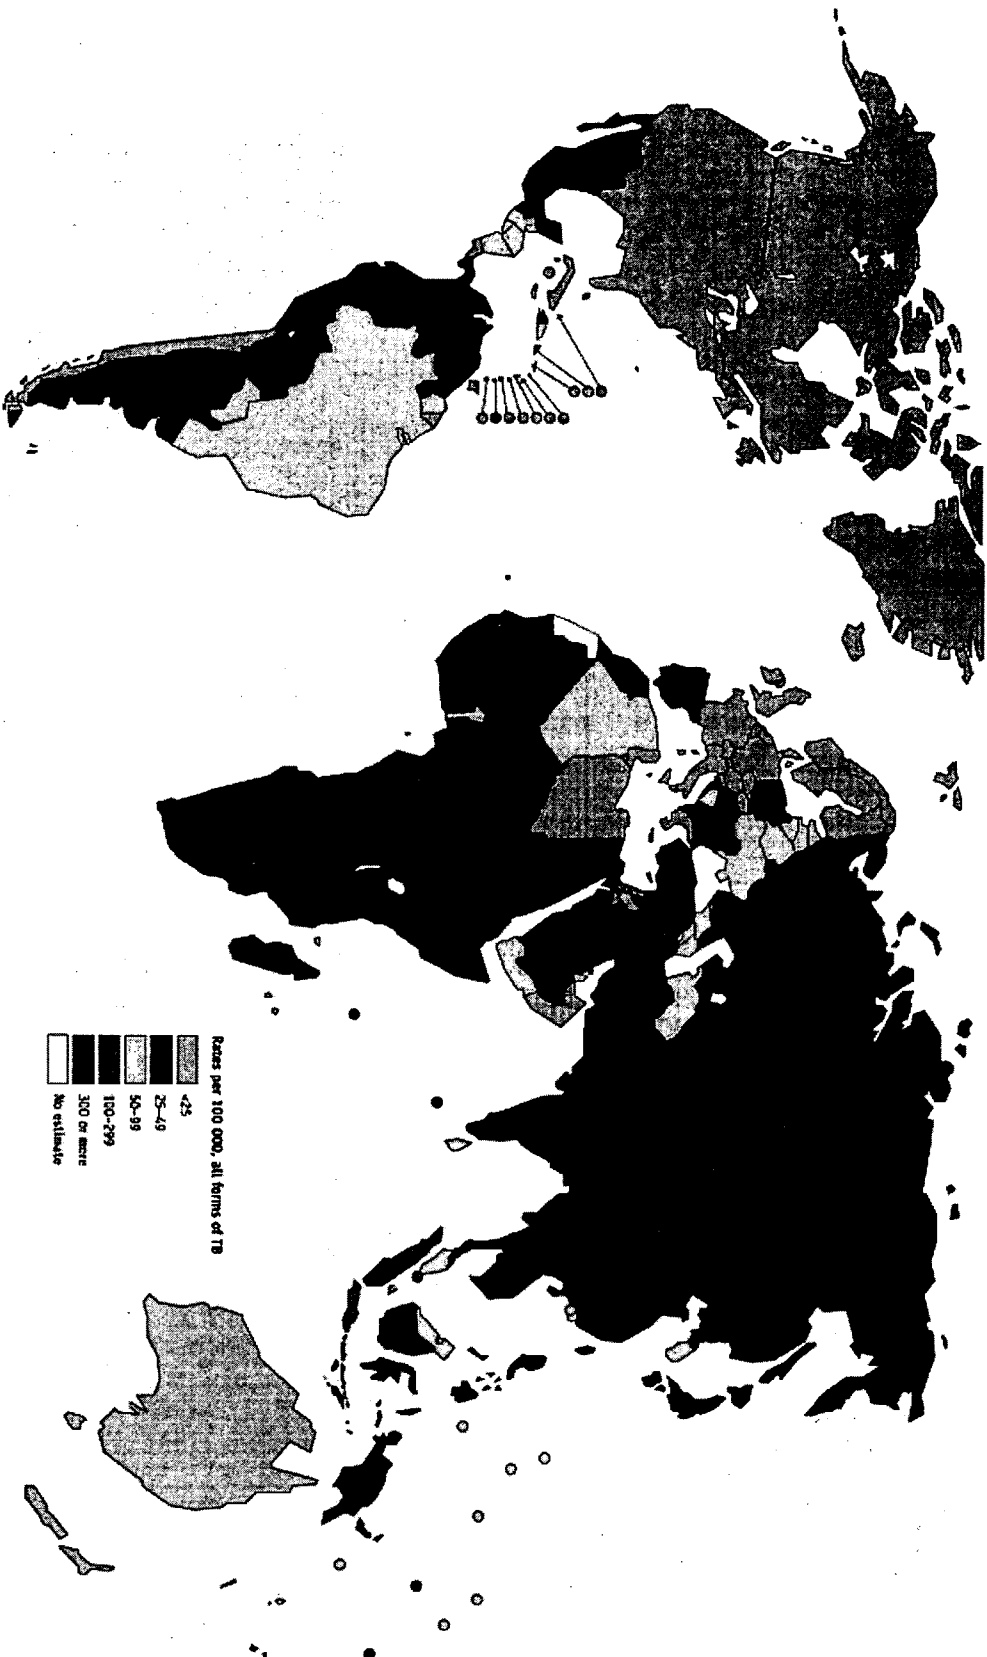 Rates per 100 000, all forms of TB
<25
25-49
50-99
100-299
300 or more
No estimate